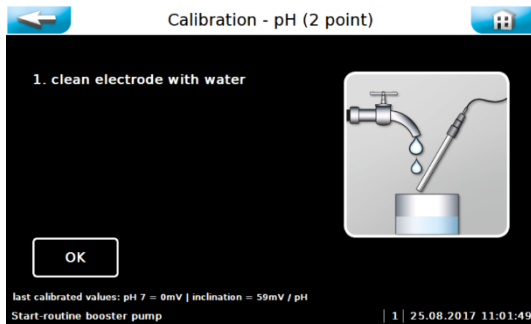 Calibration - pH (2 point)
1. clean electrode with water
OK
last calibrated values: pH 7 = 0mV | inclination = 59mV / pH
Start-routine booster pump | 1 | 25.08.2017 11:01:49